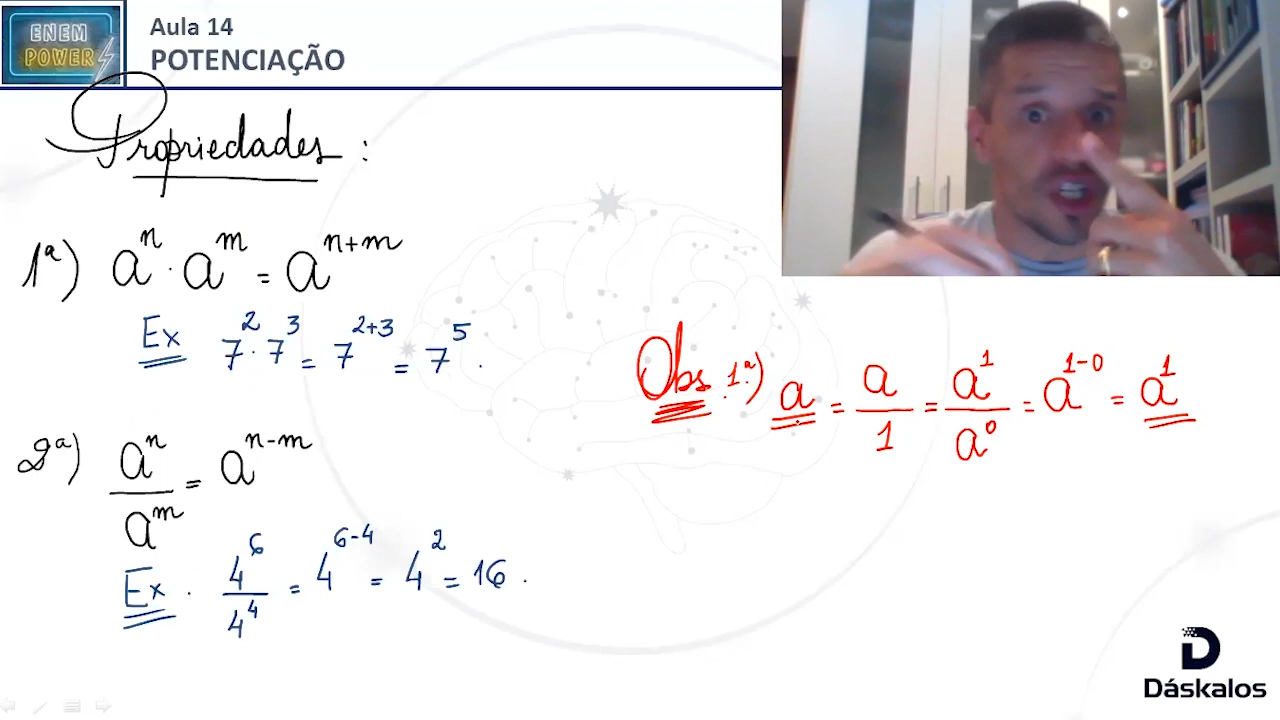 ENEM
POWER
Aula 14
POTENCIAÇÃO
Propriedades :
1ª) aⁿ · aᵐ = aⁿ⁺ᵐ
Ex 7² · 7³ = 7²⁺³ = 7⁵ .
2ª) aⁿ/aᵐ = aⁿ⁻ᵐ
Ex . 4⁶/4⁴ = 4⁶⁻⁴ = 4² = 16 .
Obs . 1.ª) a = a/1 = a¹/a⁰ = a¹⁻⁰ = a¹
Dáskalos